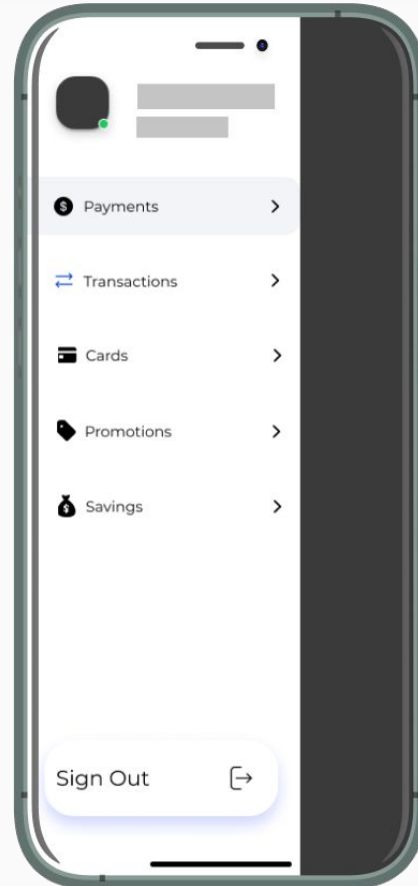 Payments
Transactions
Cards
Promotions
Savings
Sign Out